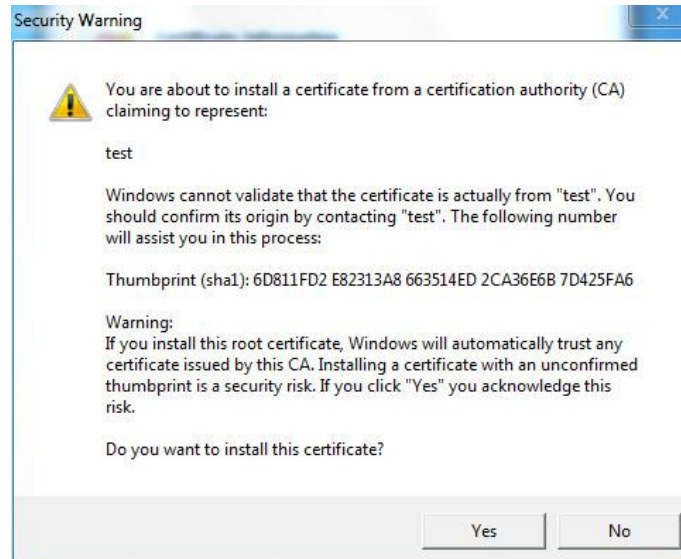 Security Warning
You are about to install a certificate from a certification authority (CA)
claiming to represent:
test
Windows cannot validate that the certificate is actually from "test". You
should confirm its origin by contacting "test". The following number
will assist you in this process:
Thumbprint (sha1): 6D811FD2 E82313A8 663514ED 2CA36E6B 7D425FA6
Warning:
If you install this root certificate, Windows will automatically trust any
certificate issued by this CA. Installing a certificate with an unconfirmed
thumbprint is a security risk. If you click "Yes" you acknowledge this
risk.
Do you want to install this certificate?
Yes No